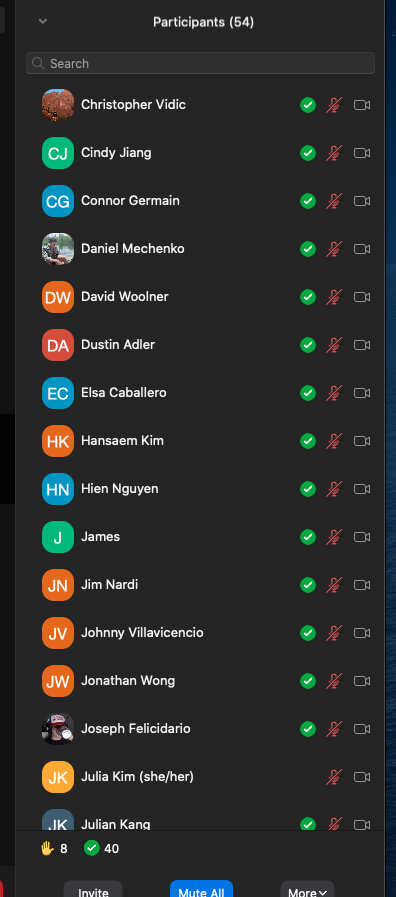 Participants (54)
Search
Christopher Vidic
CJ Cindy Jiang
CG Connor Germain
Daniel Mechenko
DW David Woolner
DA Dustin Adler
EC Elsa Caballero
HK Hansaem Kim
HN Hien Nguyen
J James
JN Jim Nardi
JV Johnny Villavicencio
JW Jonathan Wong
Joseph Felicidario
JK Julia Kim (she/her)
JK Julian Kang
8 40
Invite Mute All More